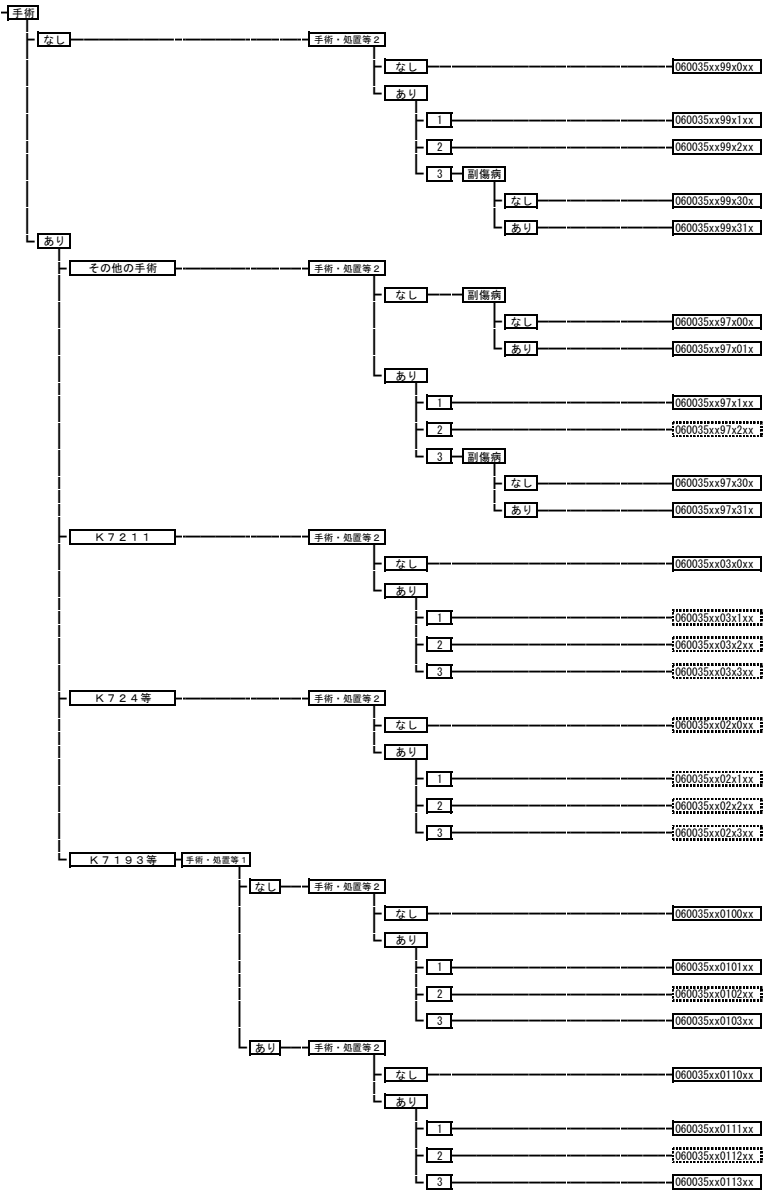 手術
なし 手術・処置等2
なし 060035xx99x0xx
あり
1 060035xx99x1xx
2 060035xx99x2xx
3 副傷病
なし 060035xx99x30x
あり 060035xx99x31x
あり
その他の手術 手術・処置等2
なし 副傷病
なし 060035xx97x00x
あり 060035xx97x01x
あり
1 060035xx97x1xx
2 060035xx97x2xx
3 副傷病
なし 060035xx97x30x
あり 060035xx97x31x
K7211 手術・処置等2
なし 060035xx03x0xx
あり
1 060035xx03x1xx
2 060035xx03x2xx
3 060035xx03x3xx
K724等 手術・処置等2
なし 060035xx02x0xx
あり
1 060035xx02x1xx
2 060035xx02x2xx
3 060035xx02x3xx
K7193等 手術・処置等1
なし 手術・処置等2
なし 060035xx0100xx
あり
1 060035xx0101xx
2 060035xx0102xx
3 060035xx0103xx
あり 手術・処置等2
なし 060035xx0110xx
あり
1 060035xx0111xx
2 060035xx0112xx
3 060035xx0113xx